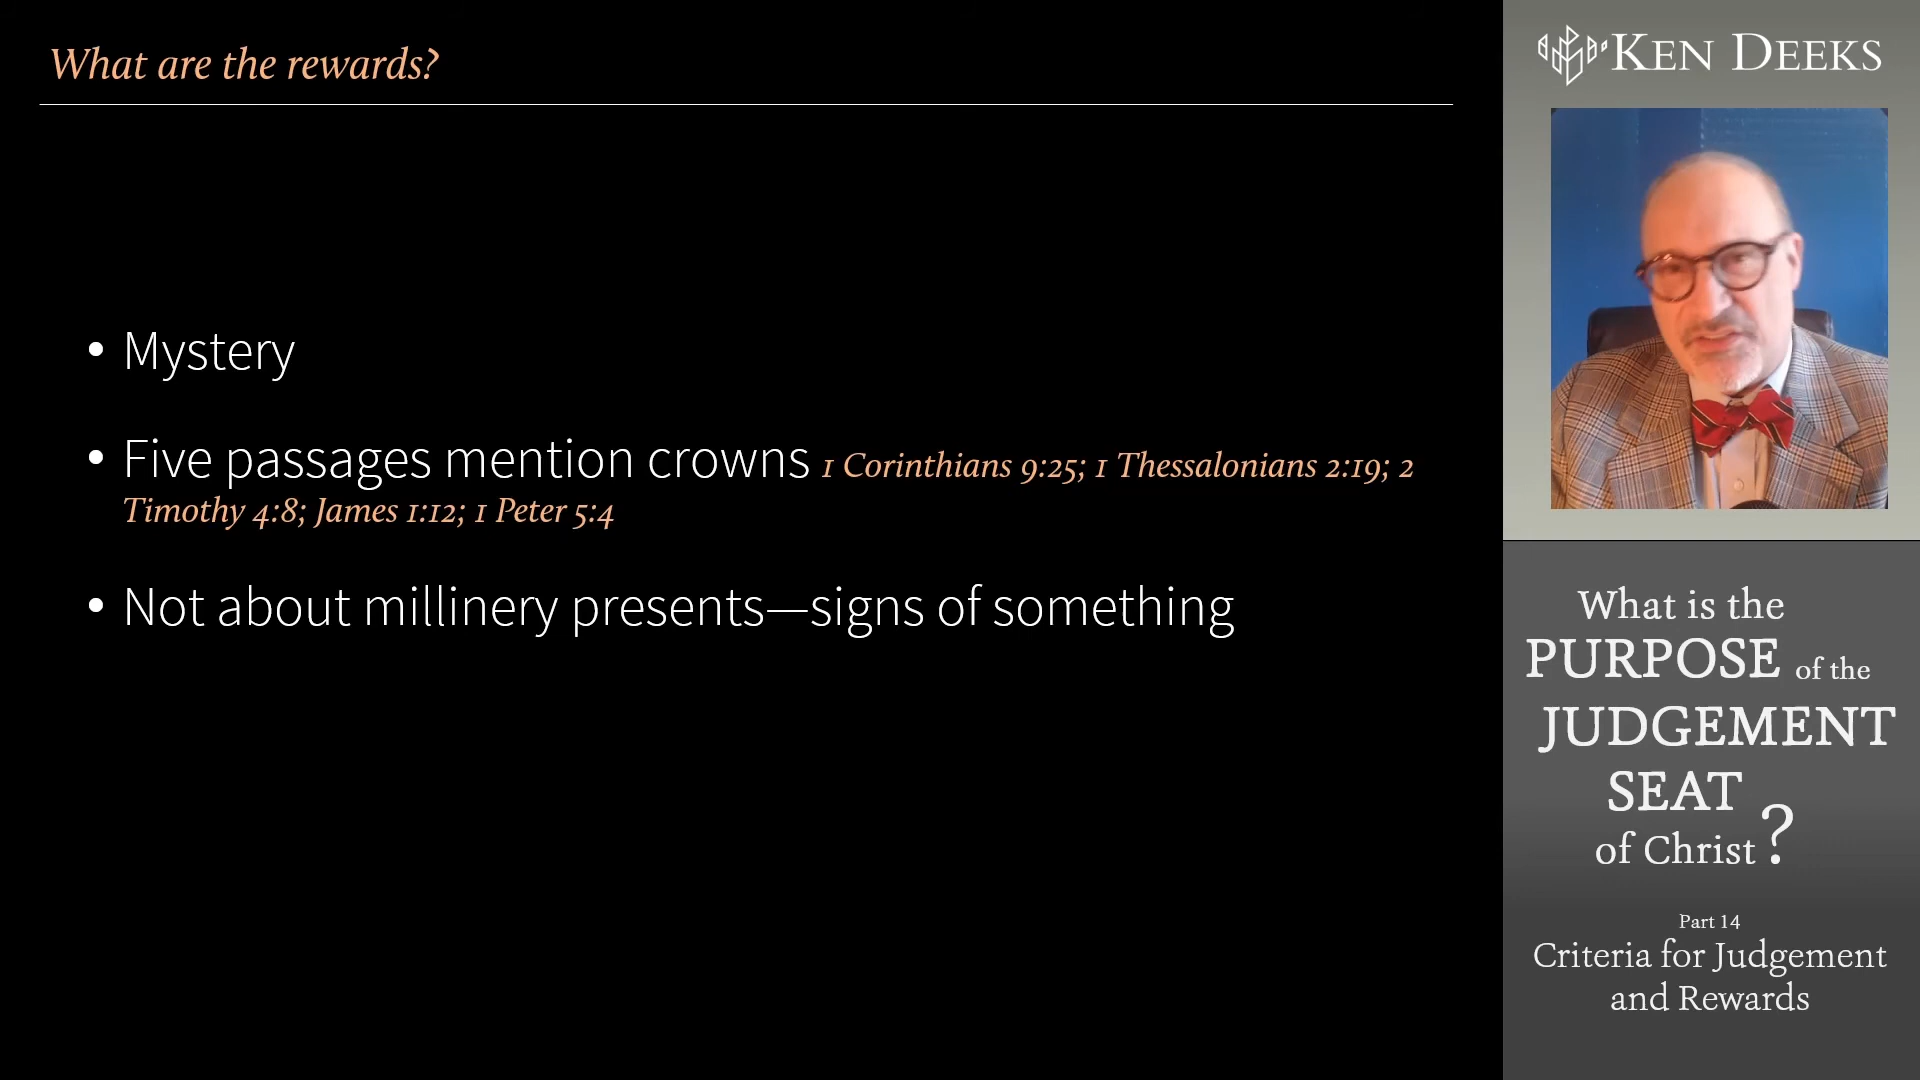 What are the rewards?
• Mystery
• Five passages mention crowns 1 Corinthians 9:25; 1 Thessalonians 2:19; 2
Timothy 4:8; James 1:12; 1 Peter 5:4
• Not about millinery presents—signs of something
KEN DEEKS
What is the
PURPOSE of the
JUDGEMENT
SEAT
of Christ?
Part 14
Criteria for Judgement
and Rewards